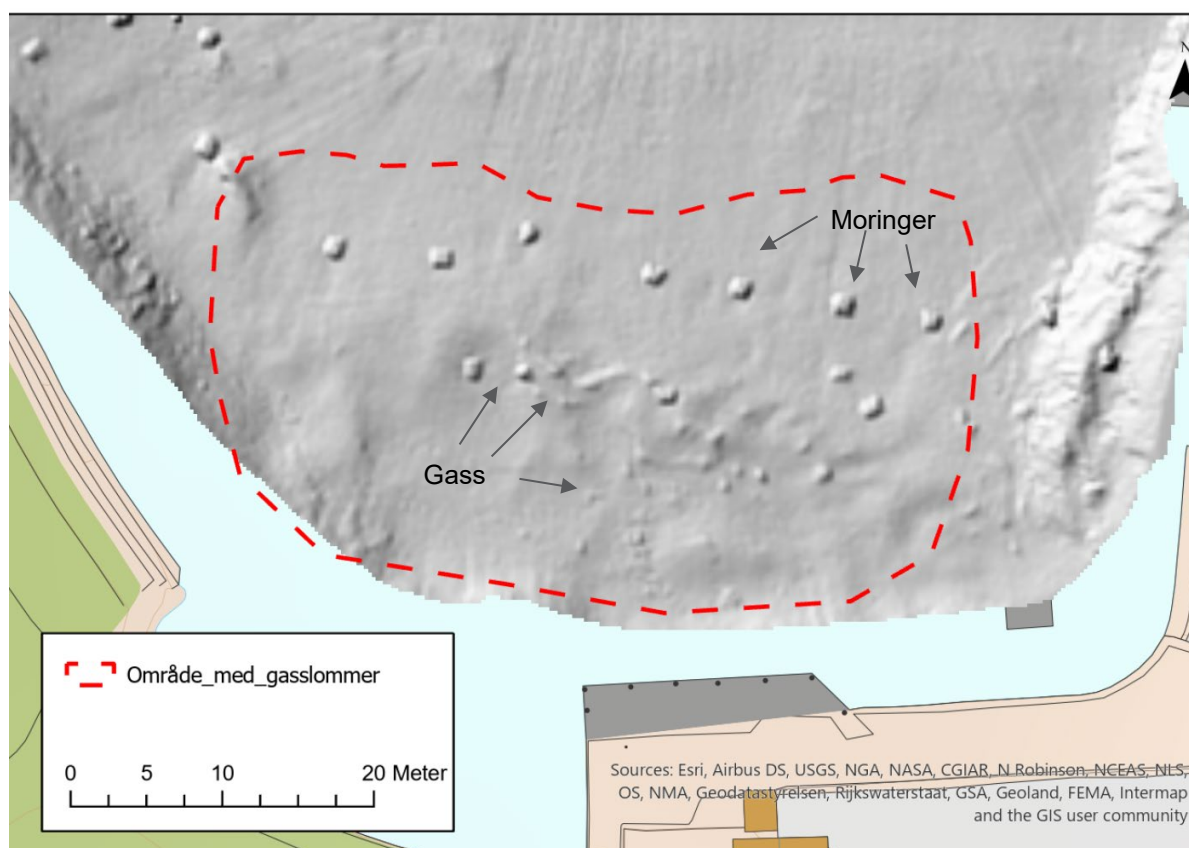 N
Moringer
Gass
Område_med_gasslommer
0 5 10 20 Meter
Sources: Esri, Airbus DS, USGS, NGA, NASA, CGIAR, N Robinson, NCEAS, NLS,
OS, NMA, Geodatastyrelsen, Rijkswaterstaat, GSA, Geoland, FEMA, Intermap
and the GIS user community